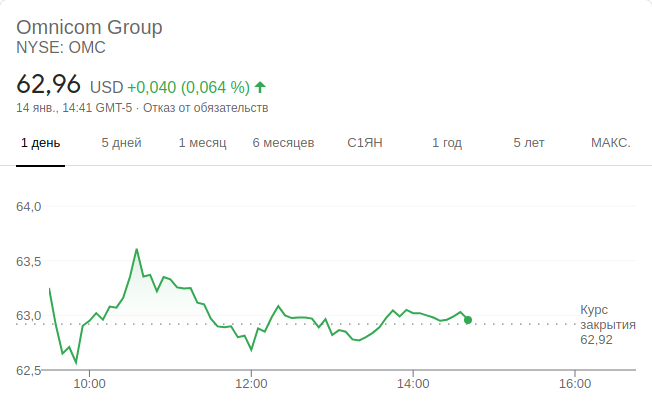 Omnicom Group
NYSE: OMC
62,96 USD +0,040 (0,064 %)
14 янв., 14:41 GMT-5 · Отказ от обязательств
1 день 5 дней 1 месяц 6 месяцев С1ЯН 1 год 5 лет МАКС.
64,0
63,5
63,0
62,5
Курс
закрытия
62,92
10:00 12:00 14:00 16:00